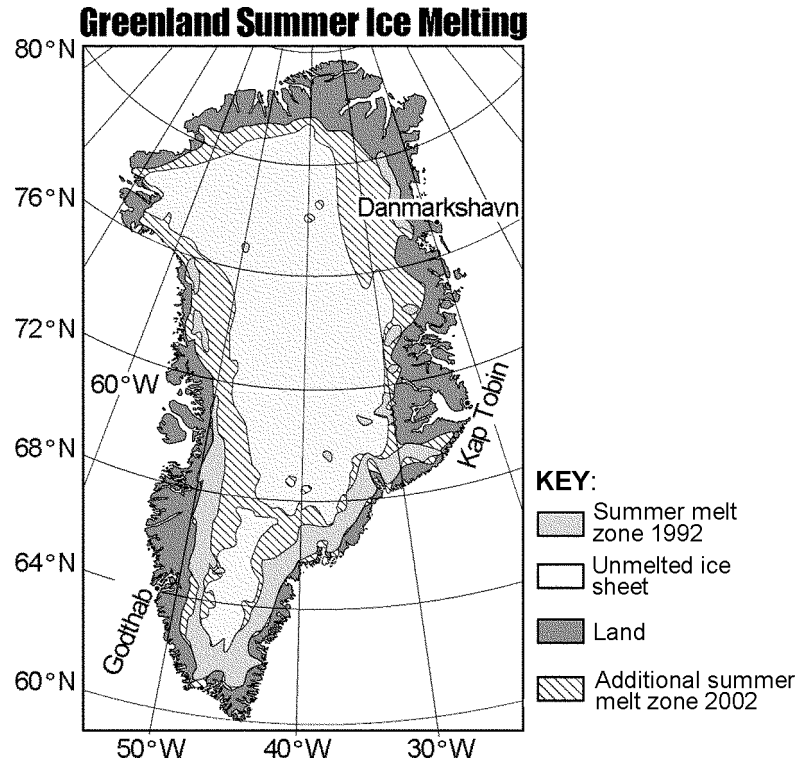 Greenland Summer Ice Melting
80°N
76°N
Danmarkshavn
72°N
60°W
Kap Tobin
68°N
KEY:
Summer melt
zone 1992
64°N
Unmelted ice
sheet
Godthab
Land
60°N
Additional summer
melt zone 2002
50°W
40°W
30°W